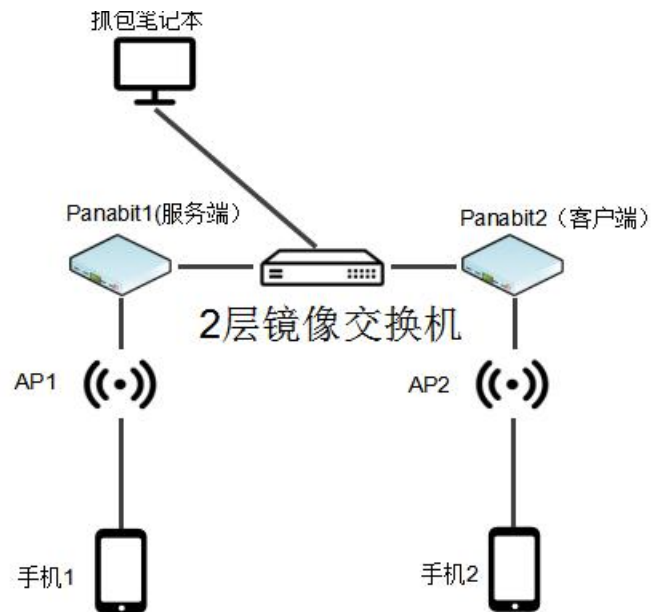 抓包笔记本
Panabit1(服务端）
Panabit2（客户端）
2层镜像交换机
AP1
AP2
手机1
手机2